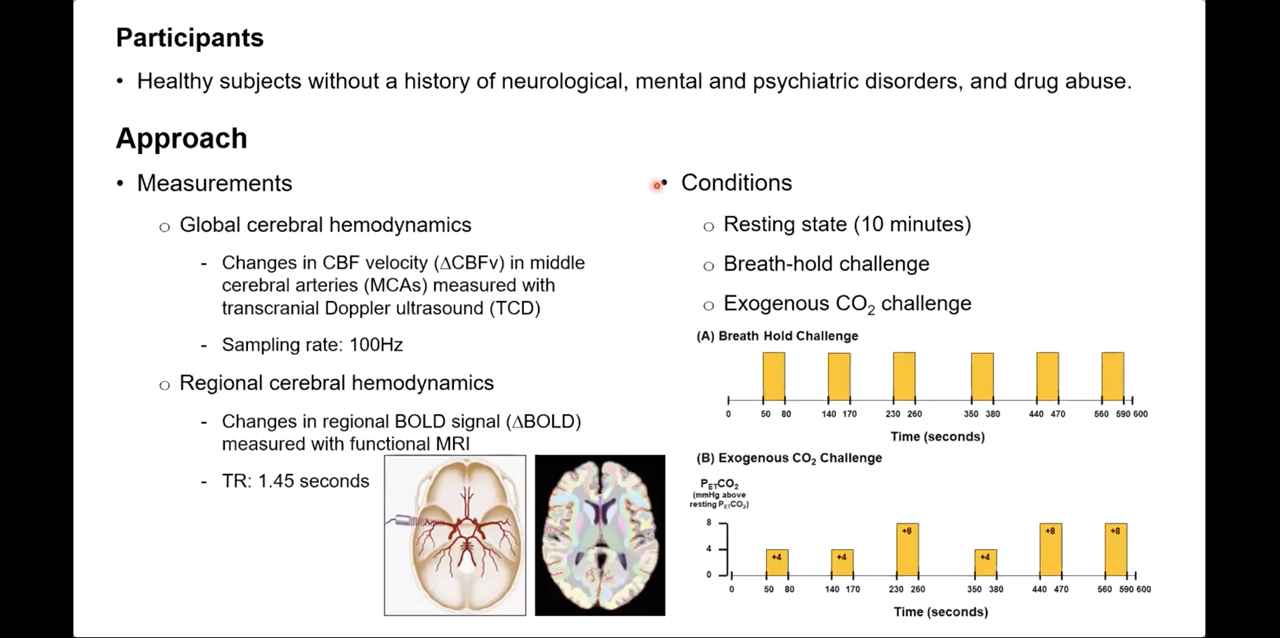 Participants
• Healthy subjects without a history of neurological, mental and psychiatric disorders, and drug abuse.
Approach
• Measurements
o Global cerebral hemodynamics
- Changes in CBF velocity (∆CBFv) in middle
cerebral arteries (MCAs) measured with
transcranial Doppler ultrasound (TCD)
- Sampling rate: 100Hz
o Regional cerebral hemodynamics
- Changes in regional BOLD signal (∆BOLD)
measured with functional MRI
- TR: 1.45 seconds
• Conditions
o Resting state (10 minutes)
o Breath-hold challenge
o Exogenous CO₂ challenge
(A) Breath Hold Challenge
0 50 80 140 170 230 260 350 380 440 470 560 590 600
Time (seconds)
(B) Exogenous CO₂ Challenge
PETCO₂
(mmHg above
resting PETCO₂)
8
4
0
+4 +4 +8 +4 +8 +8
0 50 80 140 170 230 260 350 380 440 470 560 590 600
Time (seconds)